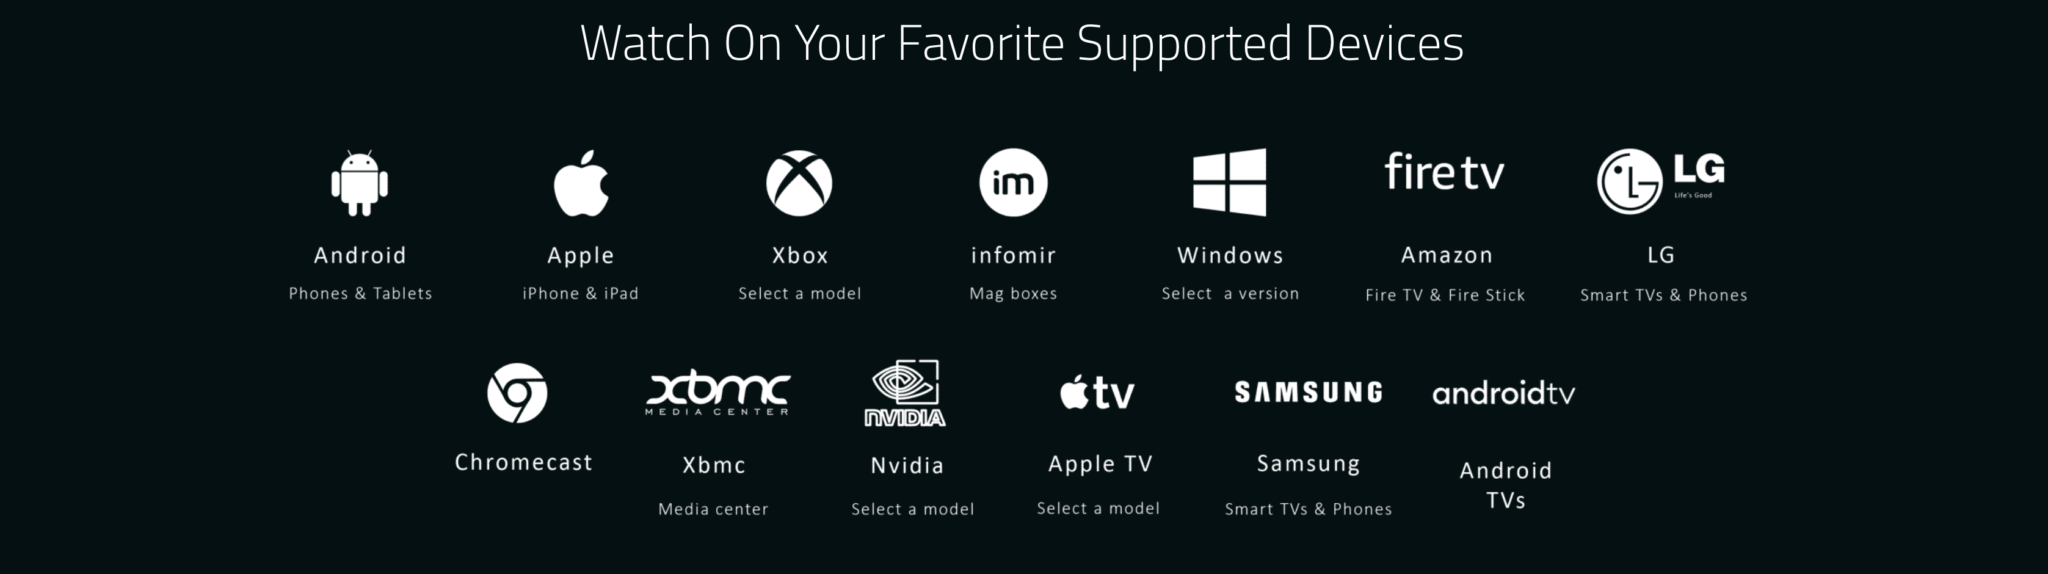 Watch On Your Favorite Supported Devices
im
firetv
LG
Life's Good
Android
Apple
Xbox
infomir
Windows
Amazon
LG
Phones & Tablets
iPhone & iPad
Select a model
Mag boxes
Select a version
Fire TV & Fire Stick
Smart TVs & Phones
xbmc
MEDIA CENTER
NVIDIA
tv
SAMSUNG
androidtv
Chromecast
Xbmc
Nvidia
Apple TV
Samsung
Android
TVs
Media center
Select a model
Select a model
Smart TVs & Phones